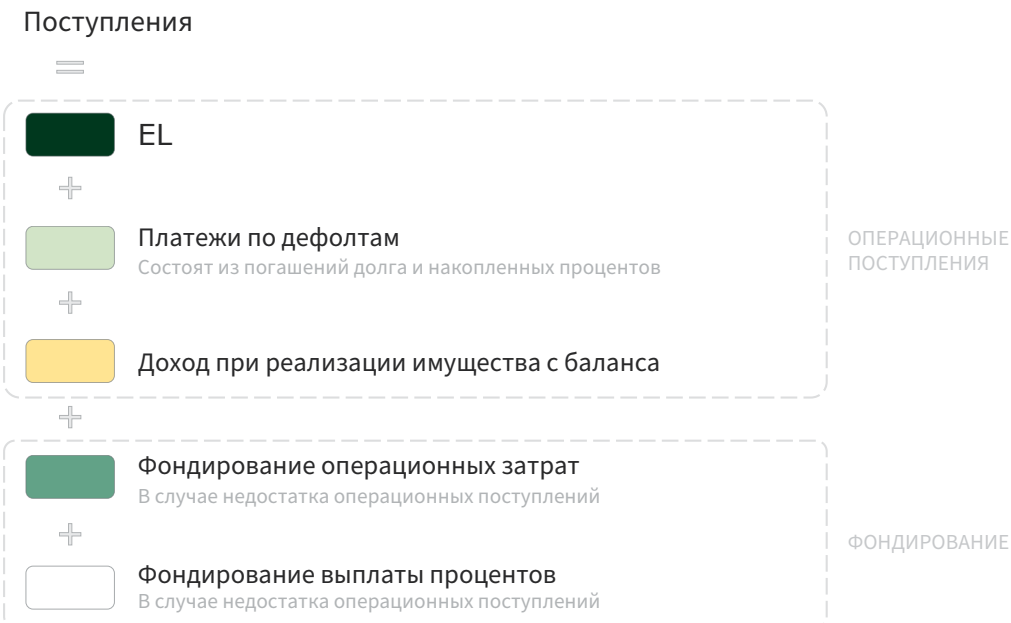 Поступления
=
EL
+
Платежи по дефолтам
Состоят из погашений долга и накопленных процентов
+
Доход при реализации имущества с баланса
ОПЕРАЦИОННЫЕ
ПОСТУПЛЕНИЯ
+
Фондирование операционных затрат
В случае недостатка операционных поступлений
+
Фондирование выплаты процентов
В случае недостатка операционных поступлений
ФОНДИРОВАНИЕ